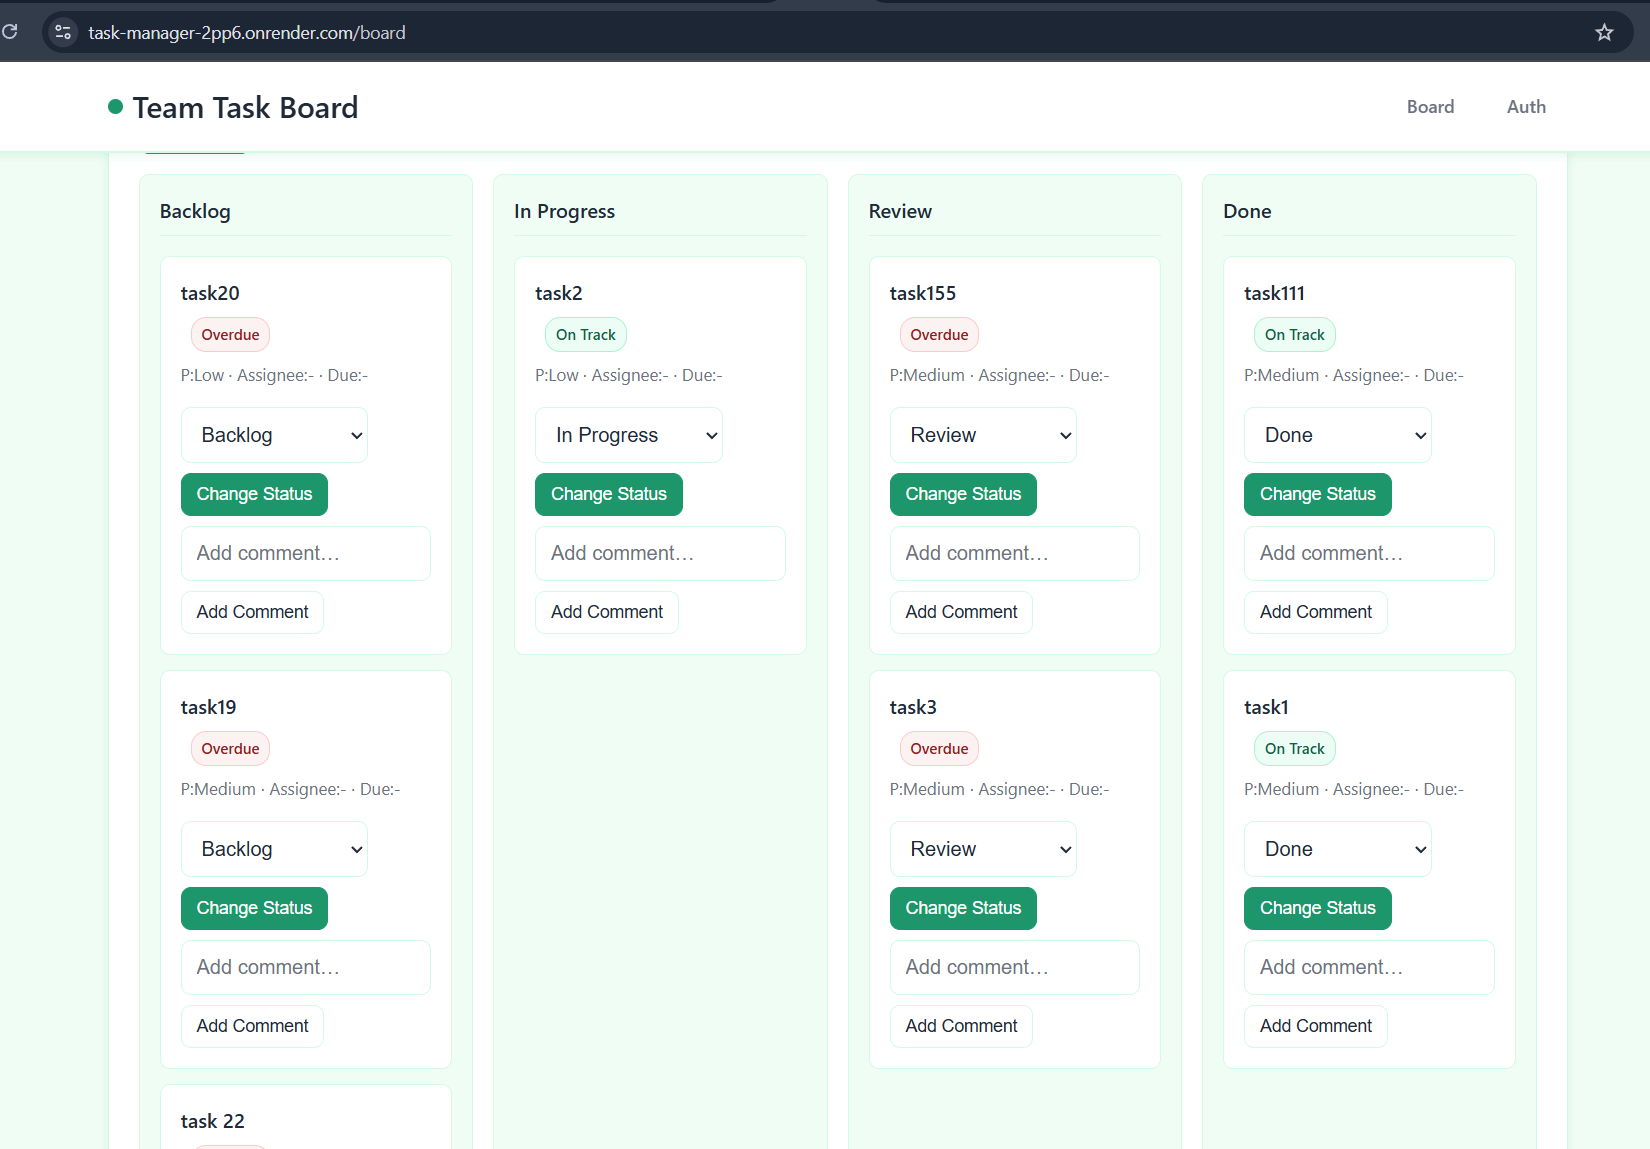 task-manager-2pp6.onrender.com/board
Team Task Board
Board
Auth
Backlog
task20
Overdue
P:Low · Assignee:- · Due:-
Backlog
Change Status
Add comment…
Add Comment
task19
Overdue
P:Medium · Assignee:- · Due:-
Backlog
Change Status
Add comment…
Add Comment
task 22
In Progress
task2
On Track
P:Low · Assignee:- · Due:-
In Progress
Change Status
Add comment…
Add Comment
Review
task155
Overdue
P:Medium · Assignee:- · Due:-
Review
Change Status
Add comment…
Add Comment
task3
Overdue
P:Medium · Assignee:- · Due:-
Review
Change Status
Add comment…
Add Comment
Done
task111
On Track
P:Medium · Assignee:- · Due:-
Done
Change Status
Add comment…
Add Comment
task1
On Track
P:Medium · Assignee:- · Due:-
Done
Change Status
Add comment…
Add Comment